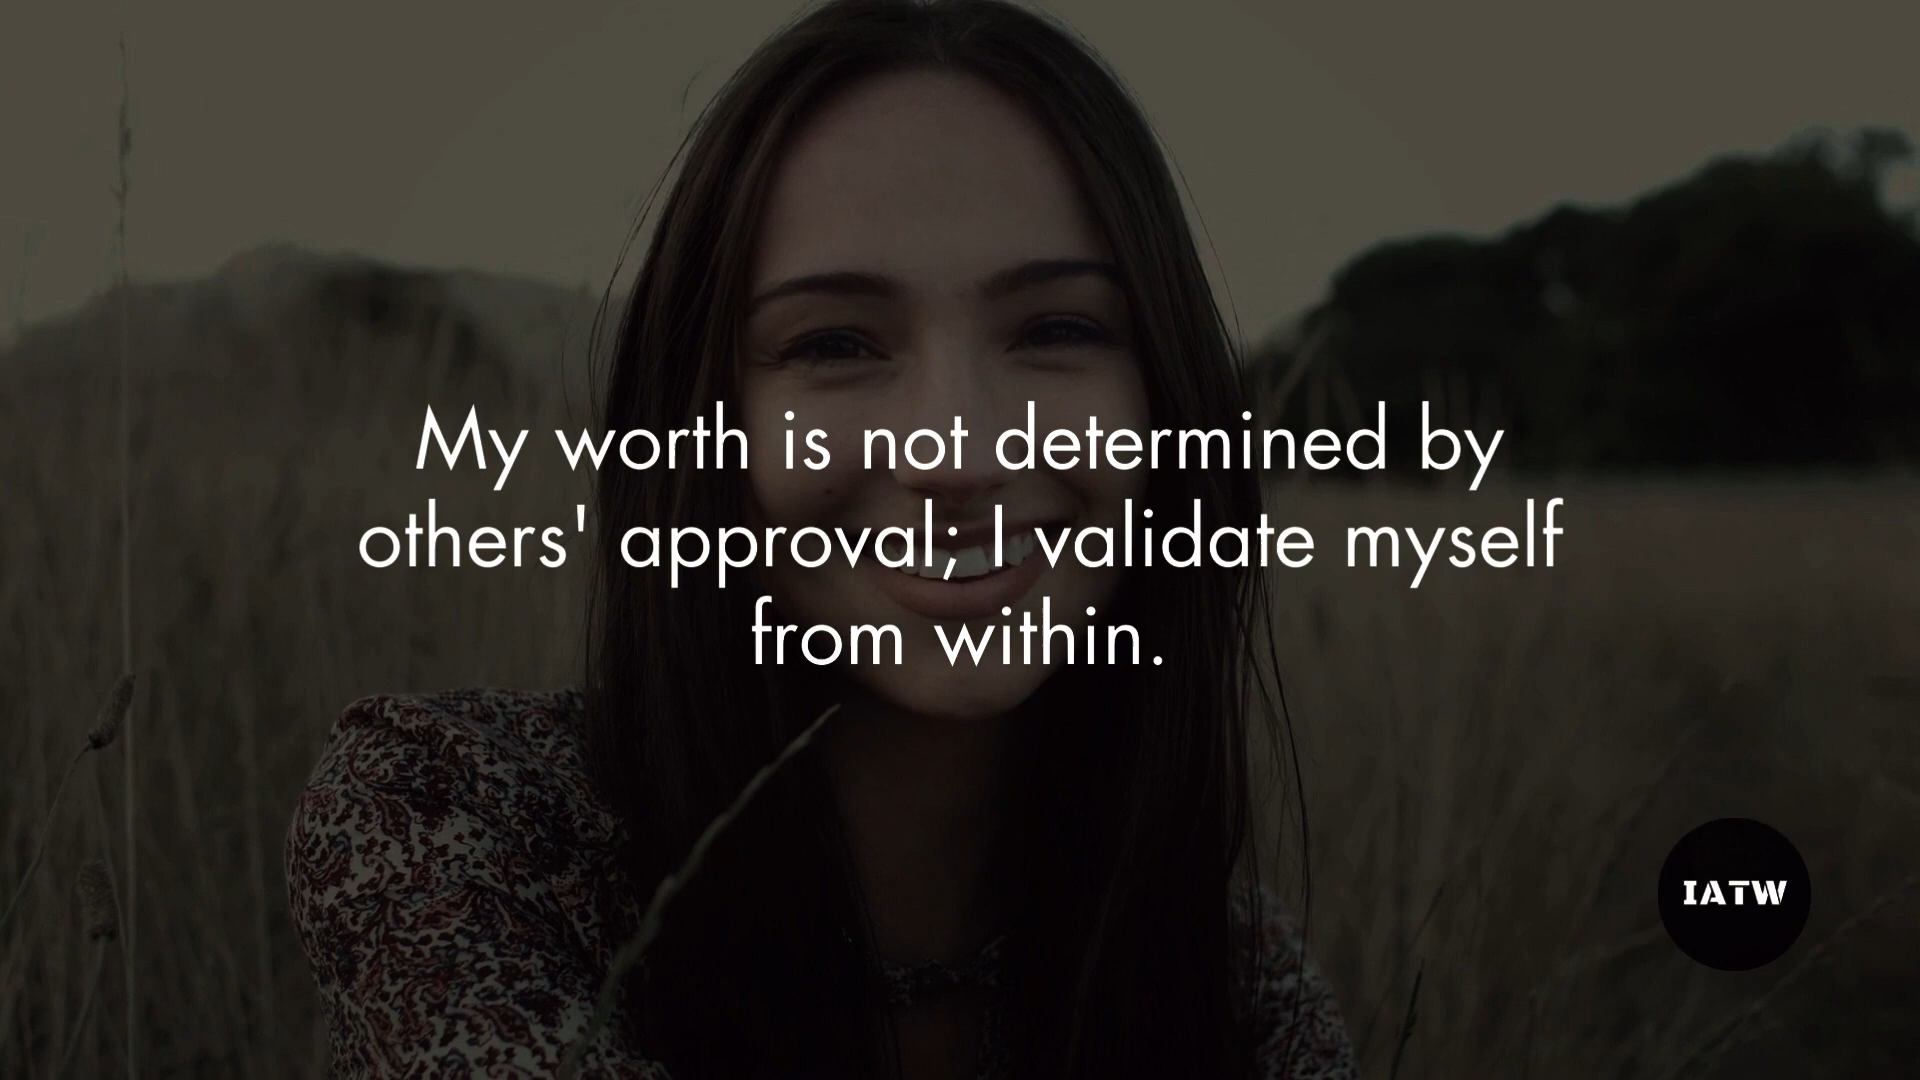 My worth is not determined by
others' approval; I validate myself
from within.
IATW